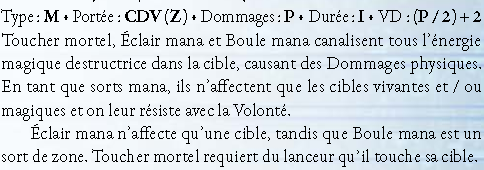 Type : M • Portée : CDV (Z) • Dommages : P • Durée : I • VD : (P / 2) + 2
Toucher mortel, Éclair mana et Boule mana canalisent tous l'énergie
magique destructrice dans la cible, causant des Dommages physiques.
En tant que sorts mana, ils n'affectent que les cibles vivantes et / ou
magiques et on leur résiste avec la Volonté.
Éclair mana n'affecte qu'une cible, tandis que Boule mana est un
sort de zone. Toucher mortel requiert du lanceur qu'il touche sa cible.